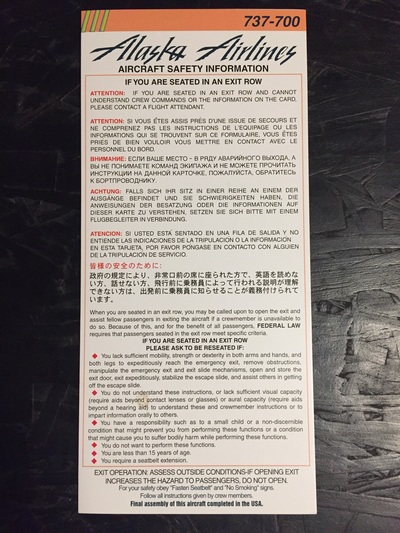 737-700
Alaska Airlines
AIRCRAFT SAFETY INFORMATION
IF YOU ARE SEATED IN AN EXIT ROW
ATTENTION: IF YOU ARE SEATED IN AN EXIT ROW AND CANNOT
UNDERSTAND CREW COMMANDS OR THE INFORMATION ON THE CARD,
PLEASE CONTACT A FLIGHT ATTENDANT.
ATTENTION: SI VOUS ÊTES ASSIS PRÈS D'UNE ISSUE DE SECOURS ET
NE COMPRENEZ PAS LES INSTRUCTIONS DE L'EQUIPAGE OU LES
INFORMATIONS QUI SE TROUVENT SUR CE FORMULAIRE, VOUS ÊTES
PRIES DE BIEN VOULOIR VOUS METTRE EN CONTACT AVEC LE
PERSONNEL DU BORD.
ВНИМАНИЕ: ЕСЛИ ВАШЕ МЕСТО - В РЯДУ АВАРИЙНОГО ВЫХОДА, А
ВЫ НЕ ПОНИМАЕТЕ КОМАНД ЭКИПАЖА И НЕ МОЖЕТЕ ПРОЧИТАТЬ
ИНСТРУКЦИИ НА ДАННОЙ КАРТОЧКЕ, ПОЖАЛУЙСТА, ОБРАТИТЕСЬ
К БОРТПРОВОДНИКУ.
ACHTUNG: FALLS SICH IHR SITZ IN EINER REIHE AN EINEM DER
AUSGÄNGE BEFINDET UND SIE SCHWIERIGKEITEN HABEN, DIE
ANWEISUNGEN DER BESATZUNG ODER DIE INFORMATIONEN AUF
DIESER KARTE ZU VERSTEHEN, SETZEN SIE SICH BITTE MIT EINEM
FLUGBEGLEITER IN VERBINDUNG.
ATENCION: SI USTED ESTÁ SENTADO EN UNA FILA DE SALIDA Y NO
ENTIENDE LAS INDICACIONES DE LA TRIPULACIÓN O LA INFORMACIÓN
EN ESTA TARJETA, POR FAVOR PÓNGASE EN CONTACTO CON ALGUIEN
DE LA TRIPULACIÓN DE SERVICIO.
皆様の安全のために:
政府の規定により、非常口前の席に座られた方で、英語を読めな
い方、話せない方、飛行前に乗務員によって行われる説明が理解
できない方は、出発前に乗務員に知らせることが義務付けられて
います。
When you are seated in an exit row, you may be called upon to open the exit and
assist fellow passengers in exiting the aircraft if a crewmember is unavailable to
do so. Because of this, and for the benefit of all passengers, FEDERAL LAW
requires that passengers seated in the exit row meet specific criteria.
IF YOU ARE SEATED IN AN EXIT ROW
PLEASE ASK TO BE RESEATED IF:
◆ You lack sufficient mobility, strength or dexterity in both arms and hands, and
both legs to expeditiously reach the emergency exit, remove obstructions,
manipulate the emergency exit and exit slide mechanisms, open and store the
exit door, exit expeditiously, stabilize the escape slide, and assist others in getting
off the escape slide.
◆ You do not understand these instructions, or lack sufficient visual capacity
(require aids beyond contact lenses or glasses) or aural capacity (require aids
beyond a hearing aid) to understand these and crewmember instructions or to
impart information orally to others.
◆ You have a responsibility such as to a small child or a non-discernible
condition that might prevent you from performing these functions or a condition
that might cause you to suffer bodily harm while performing these functions.
◆ You do not want to perform these functions.
◆ You are less than 15 years of age.
◆ You require a seatbelt extension.
EXIT OPERATION: ASSESS OUTSIDE CONDITIONS-IF OPENING EXIT
INCREASES THE HAZARD TO PASSENGERS, DO NOT OPEN.
For your safety obey "Fasten Seatbelt" and "No Smoking" signs.
Follow all instructions given by crew members.
Final assembly of this aircraft completed in the USA.